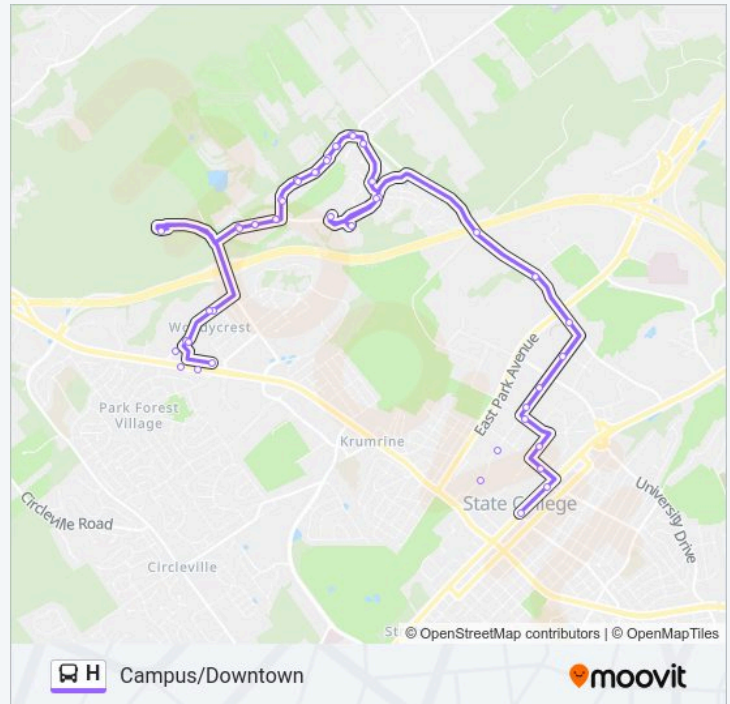 Woodycrest
Park Forest
Village
East Park Avenue
Krumrine
State College
University Drive
Circleville Road
Circleville
St
© OpenStreetMap contributors | © OpenMapTiles
H Campus/Downtown
moovit